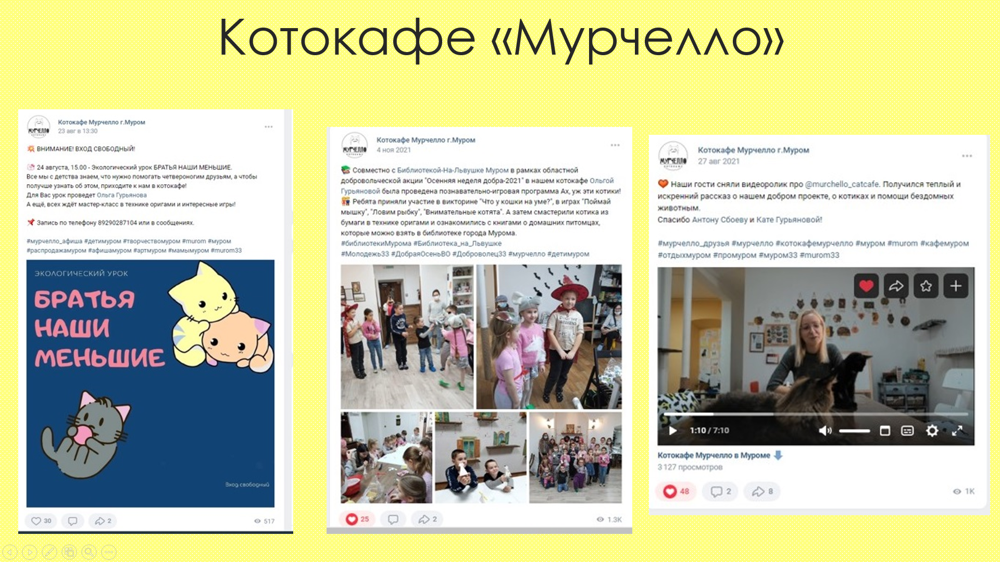 Котокафе «Мурчелло»
МУРЧЕЛЛО
КОТОКАФЕ
Котокафе Мурчелло г.Муром
23 авг в 13:30
ВНИМАНИЕ! ВХОД СВОБОДНЫЙ!
24 августа, 15.00 - Экологический урок БРАТЬЯ НАШИ МЕНЬШИЕ.
Все мы с детства знаем, что нужно помогать четвероногим друзьям, а чтобы
получше узнать об этом, приходите к нам в котокафе!
Для Вас урок проведет Ольга Гурьянова
А ещё, всех ждёт мастер-класс в технике оригами и интересные игры!
Запись по телефону 89290287104 или в сообщениях.
#мурчелло_афиша #детимуром #творчествомуром #murom #муром
#распродажамуром #афишамуром #артмуром #мамымуром #murom33
ЭКОЛОГИЧЕСКИЙ УРОК
БРАТЬЯ
НАШИ
МЕНЬШИЕ
Вход свободный
30
2
517
МУРЧЕЛЛО
КОТОКАФЕ
Котокафе Мурчелло г.Муром
4 ноя 2021
Совместно с Библиотекой-На-Львушке Муром в рамках областной
добровольческой акции "Осенняя неделя добра-2021" в нашем котокафе Ольгой
Гурьяновой была проведена познавательно-игровая программа Ах, уж эти котики!
Ребята приняли участие в викторине "Что у кошки на уме?", в играх "Поймай
мышку", "Ловим рыбку", "Внимательные котята". А затем смастерили котика из
бумаги в технике оригами и ознакомились с книгами о домашних питомцах,
которые можно взять в библиотеке города Мурома.
#библиотекиМурома #Библиотека_на_Львушке
#Молодежь33 #ДобраяОсеньВО #Доброволец33 #мурчелло #детимуром
25
2
1.3K
МУРЧЕЛЛО
КОТОКАФЕ
Котокафе Мурчелло г.Муром
27 авг 2021
Наши гости сняли видеоролик про @murchello_catcafe. Получился теплый и
искренний рассказ о нашем добром проекте, о котиках и помощи бездомных
животным.
Спасибо Антону Сбоеву и Кате Гурьяновой!
#мурчелло_друзья #мурчелло #котокафемурчелло #муром #murom #кафемуром
#отдыхмуром #промуром #муром33 #murom33
1:10 / 7:10
Котокафе Мурчелло в Муроме
3 127 просмотров
48
2
8
1K